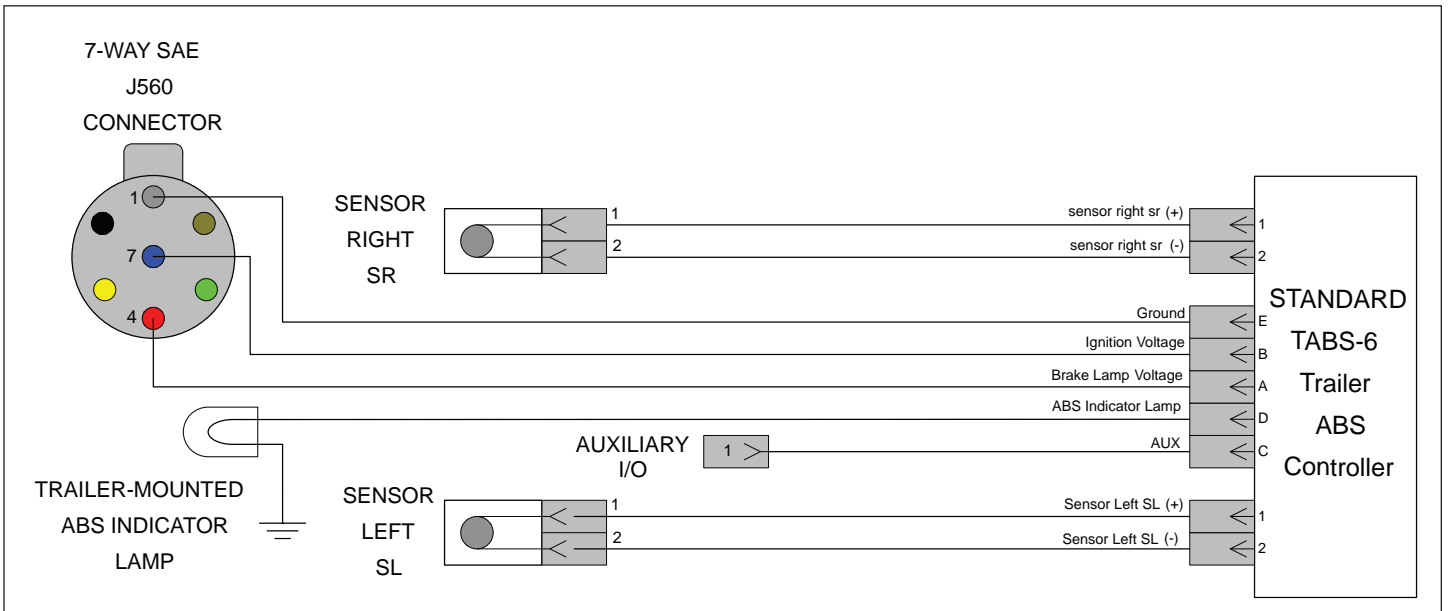 7-WAY SAE
J560
CONNECTOR
1
7
4
SENSOR
RIGHT
SR
1
2
sensor right sr (+)
sensor right sr (-)
1
2
Ground
Ignition Voltage
Brake Lamp Voltage
ABS Indicator Lamp
AUX
E
B
A
D
C
STANDARD
TABS-6
Trailer
ABS
Controller
AUXILIARY
I/O
1
TRAILER-MOUNTED
ABS INDICATOR
LAMP
SENSOR
LEFT
SL
1
2
Sensor Left SL (+)
Sensor Left SL (-)
1
2